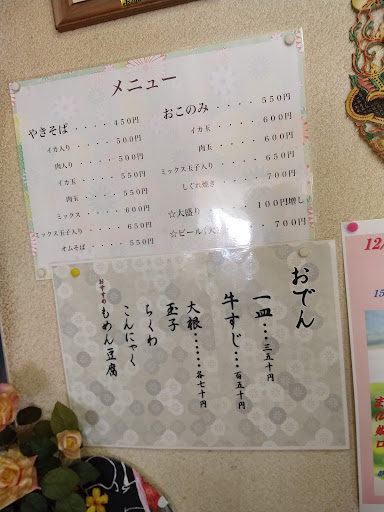 メニュー
やきそば・・・・450円
イカ入り・・・・500円
肉入り・・・・500円
イカ玉・・・・550円
肉玉・・・・550円
ミックス・・・・600円
ミックス玉子入り・・・・650円
オムそば・・・・550円
おこのみ・・・・550円
イカ玉・・・・600円
肉玉・・・・600円
ミックス玉子入り・・・・650円
しぐれ焼き・・・・700円
☆大盛り・・・・100円増し
☆ビール(大)・・・・700円
おでん
一皿・・・三五十円
牛すじ・・・百五十円
大根・・・・・・各七十円
玉子
ちくわ
こんにゃく
おすすめ もめん豆腐
12/
15